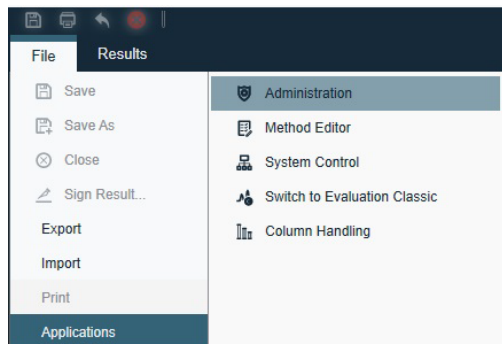 File
Results
Save
Save As
Close
Sign Result...
Export
Import
Print
Applications
Administration
Method Editor
System Control
Switch to Evaluation Classic
Column Handling